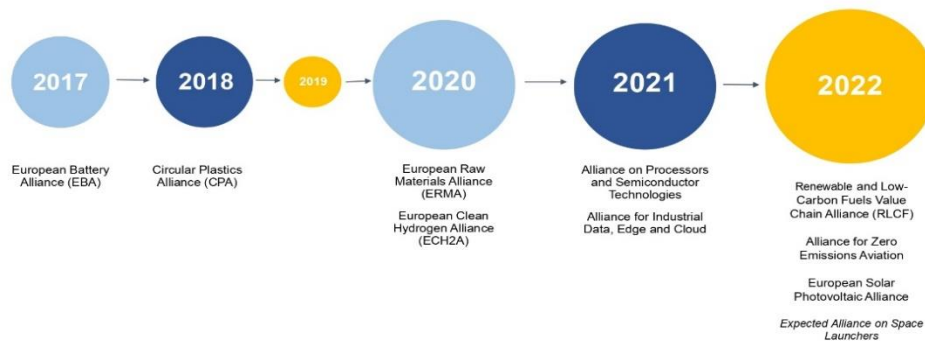 2017
2018
2019
2020
2021
2022
European Battery
Alliance (EBA)
Circular Plastics
Alliance (CPA)
European Raw
Materials Alliance
(ERMA)
European Clean
Hydrogen Alliance
(ECH2A)
Alliance on Processors
and Semiconductor
Technologies
Alliance for Industrial
Data, Edge and Cloud
Renewable and Low-
Carbon Fuels Value
Chain Alliance (RLCF)
Alliance for Zero
Emissions Aviation
European Solar
Photovoltaic Alliance
Expected Alliance on Space
Launchers